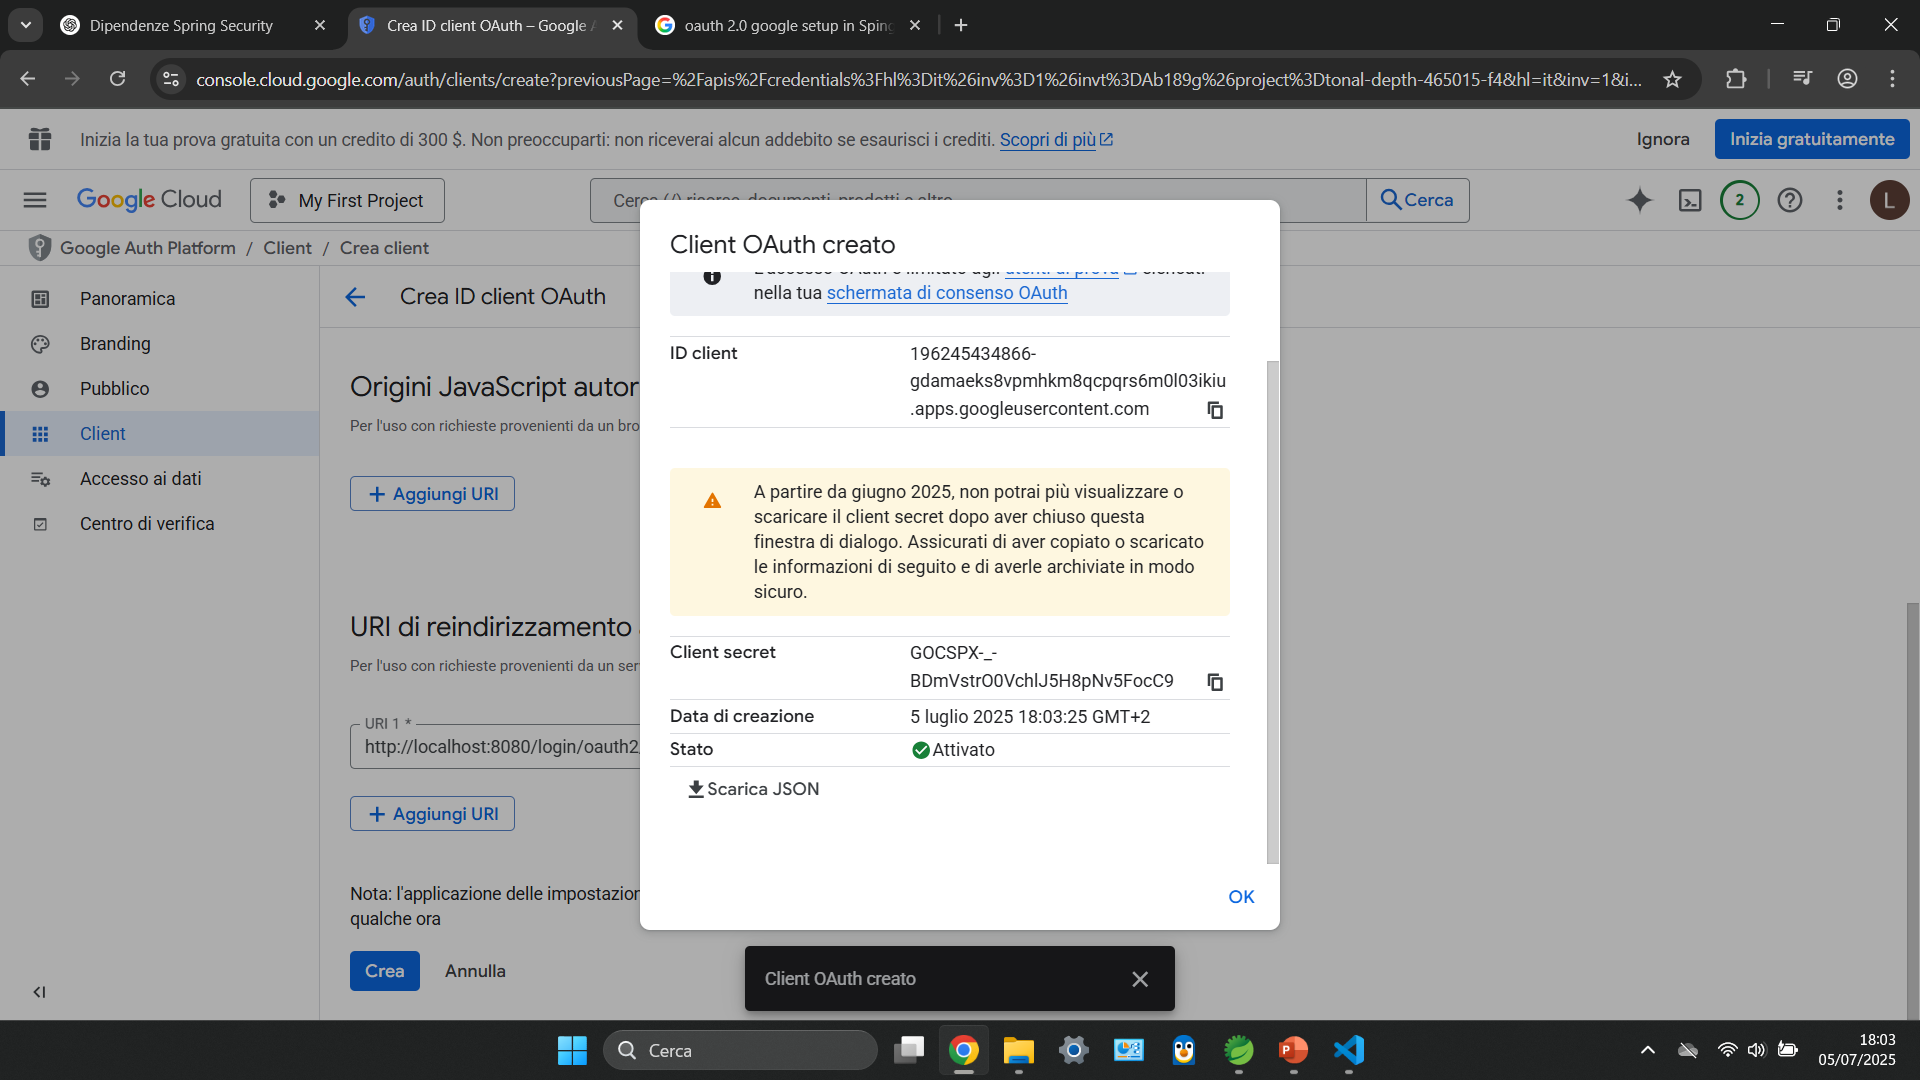 Dipendenze Spring Security
Crea ID client OAuth – Google A
oauth 2.0 google setup in Sping
console.cloud.google.com/auth/clients/create?previousPage=%2Fapis%2Fcredentials%3Fhl%3Dit%26inv%3D1%26invt%3DAb189g%26project%3Dtonal-depth-465015-f4&hl=it&inv=1&i...
Inizia la tua prova gratuita con un credito di 300 $. Non preoccuparti: non riceverai alcun addebito se esaurisci i crediti. Scopri di più
Ignora
Inizia gratuitamente
Google Cloud
My First Project
Cerca (/) risorse, documenti, prodotti e altro
Cerca
2
L
Google Auth Platform / Client / Crea client
Panoramica
Branding
Pubblico
Client
Accesso ai dati
Centro di verifica
Crea ID client OAuth
Origini JavaScript autor
Per l'uso con richieste provenienti da un bro
Aggiungi URI
URI di reindirizzamento
Per l'uso con richieste provenienti da un ser
URI 1 *
http://localhost:8080/login/oauth2
Aggiungi URI
Nota: l'applicazione delle impostazion
qualche ora
Crea
Annulla
Client OAuth creato
L'accesso OAuth è limitato agli utenti di prova elencati
nella tua schermata di consenso OAuth
ID client
196245434866-
gdamaeks8vpmhkm8qcpqrs6m0l03ikiu
.apps.googleusercontent.com
A partire da giugno 2025, non potrai più visualizzare o
scaricare il client secret dopo aver chiuso questa
finestra di dialogo. Assicurati di aver copiato o scaricato
le informazioni di seguito e di averle archiviate in modo
sicuro.
Client secret
GOCSPX-_-
BDmVstrO0VchlJ5H8pNv5FocC9
Data di creazione
5 luglio 2025 18:03:25 GMT+2
Stato
Attivato
Scarica JSON
OK
Client OAuth creato
Cerca
18:03
05/07/2025